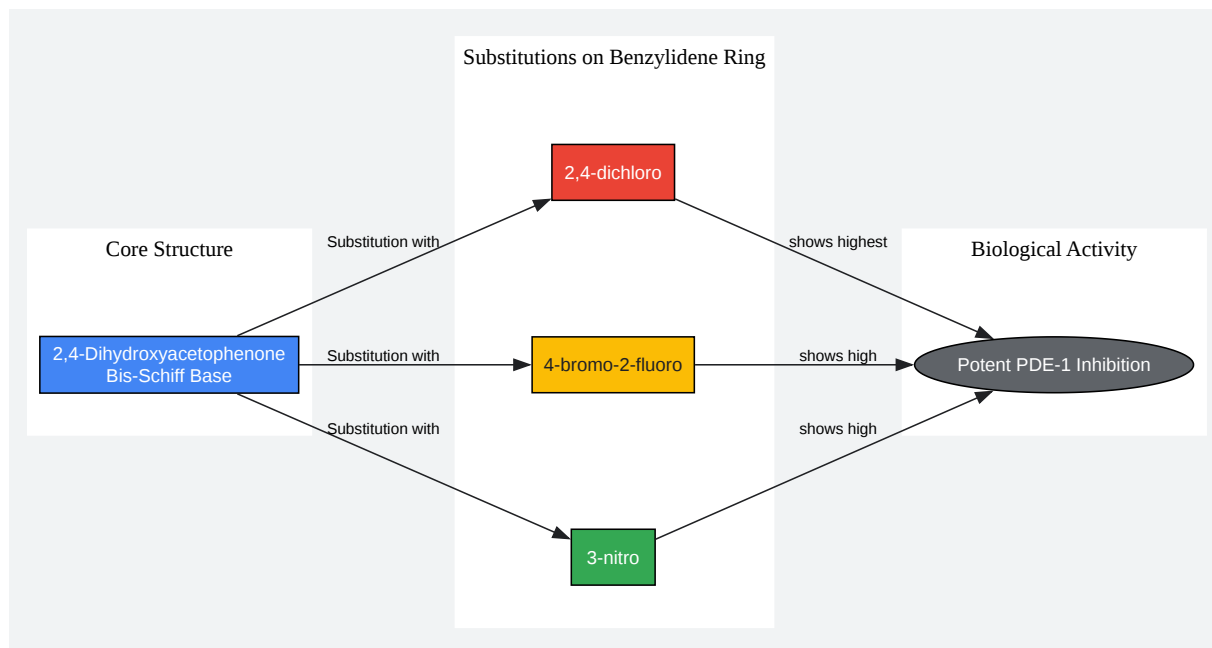 Substitutions on Benzylidene Ring
2,4-dichloro
Substitution with
shows highest
Core Structure
Biological Activity
2,4-Dihydroxyacetophenone
Bis-Schiff Base
Substitution with
4-bromo-2-fluoro
shows high
Potent PDE-1 Inhibition
Substitution with
shows high
3-nitro